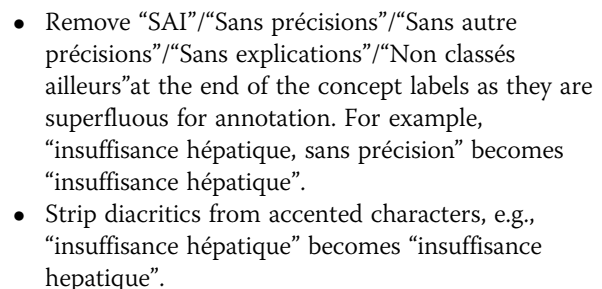 • Remove “SAI”/“Sans précisions”/“Sans autre
précisions”/“Sans explications”/“Non classés
ailleurs”at the end of the concept labels as they are
superfluous for annotation. For example,
“insuffisance hépatique, sans précision” becomes
“insuffisance hépatique”.
• Strip diacritics from accented characters, e.g.,
“insuffisance hépatique” becomes “insuffisance
hepatique”.